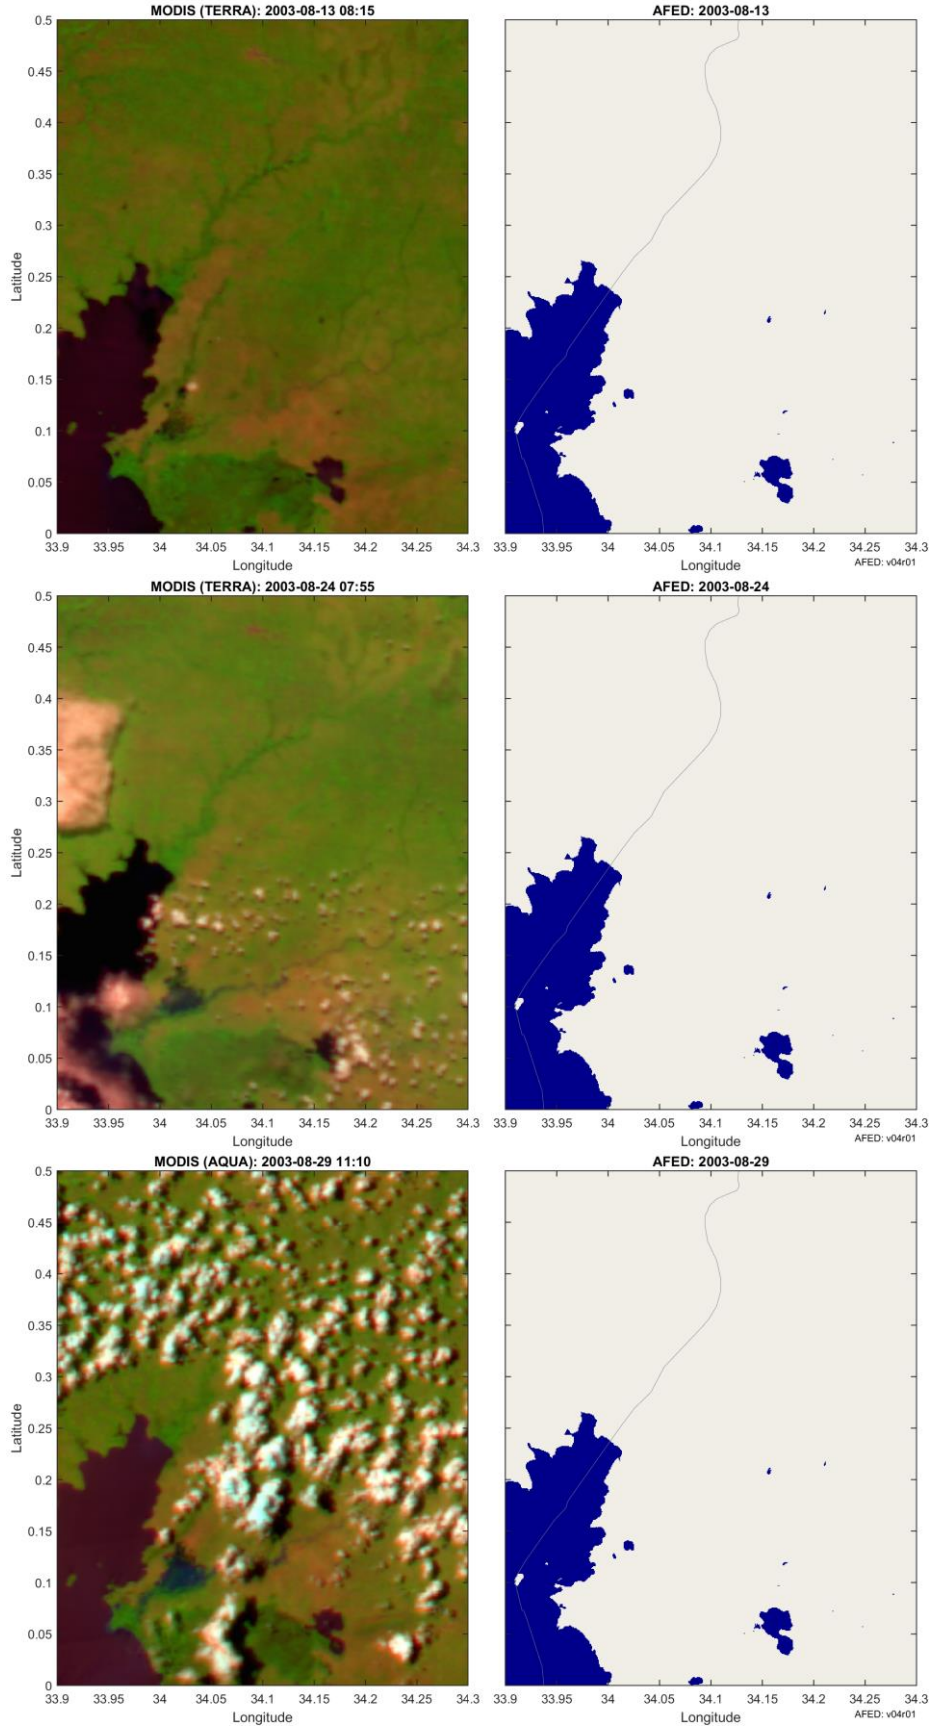 MODIS (TERRA): 2003-08-13 08:15
AFED: 2003-08-13
0.5
0.45
0.4
0.35
0.3
0.25
0.2
0.15
0.1
0.05
0
Latitude
33.9 33.95 34 34.05 34.1 34.15 34.2 34.25 34.3
33.9 33.95 34 34.05 34.1 34.15 34.2 34.25 34.3
Longitude
Longitude
AFED: v04r01
MODIS (TERRA): 2003-08-24 07:55
AFED: 2003-08-24
0.5
0.45
0.4
0.35
0.3
0.25
0.2
0.15
0.1
0.05
0
Latitude
33.9 33.95 34 34.05 34.1 34.15 34.2 34.25 34.3
33.9 33.95 34 34.05 34.1 34.15 34.2 34.25 34.3
Longitude
Longitude
AFED: v04r01
MODIS (AQUA): 2003-08-29 11:10
AFED: 2003-08-29
0.5
0.45
0.4
0.35
0.3
0.25
0.2
0.15
0.1
0.05
0
Latitude
33.9 33.95 34 34.05 34.1 34.15 34.2 34.25 34.3
33.9 33.95 34 34.05 34.1 34.15 34.2 34.25 34.3
Longitude
Longitude
AFED: v04r01